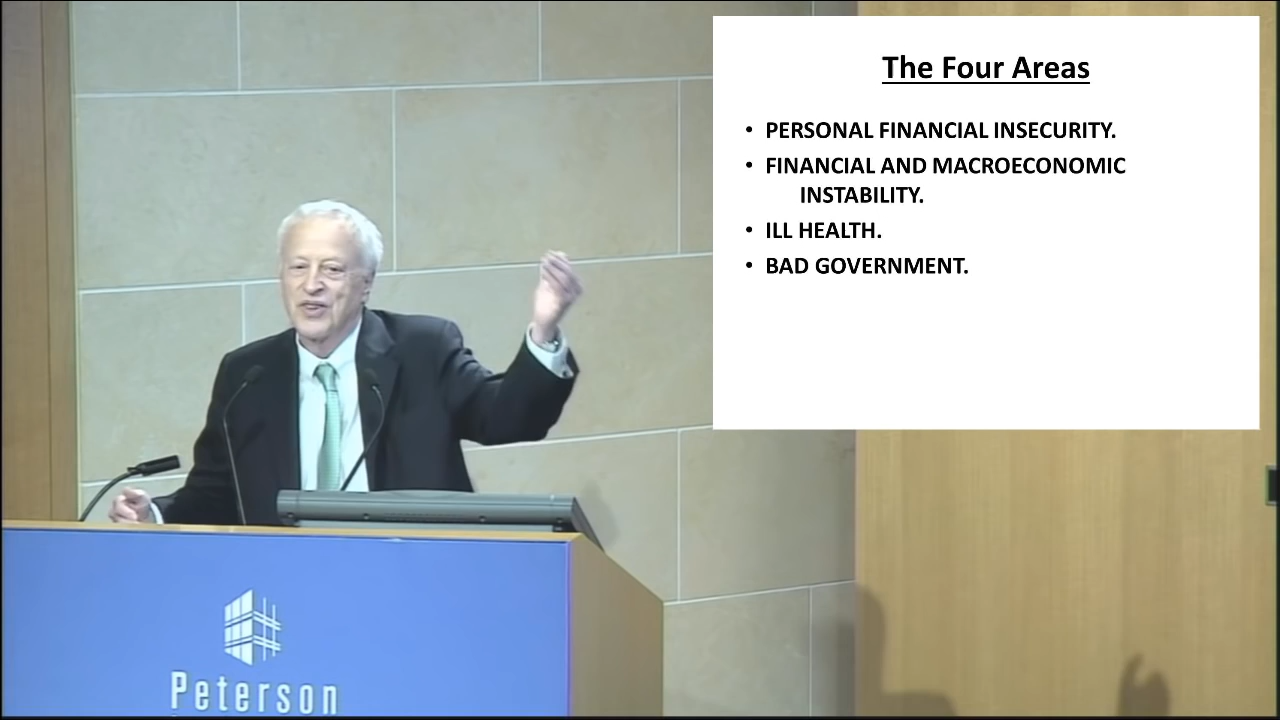 The Four Areas
• PERSONAL FINANCIAL INSECURITY.
• FINANCIAL AND MACROECONOMIC
INSTABILITY.
• ILL HEALTH.
• BAD GOVERNMENT.
Peterson